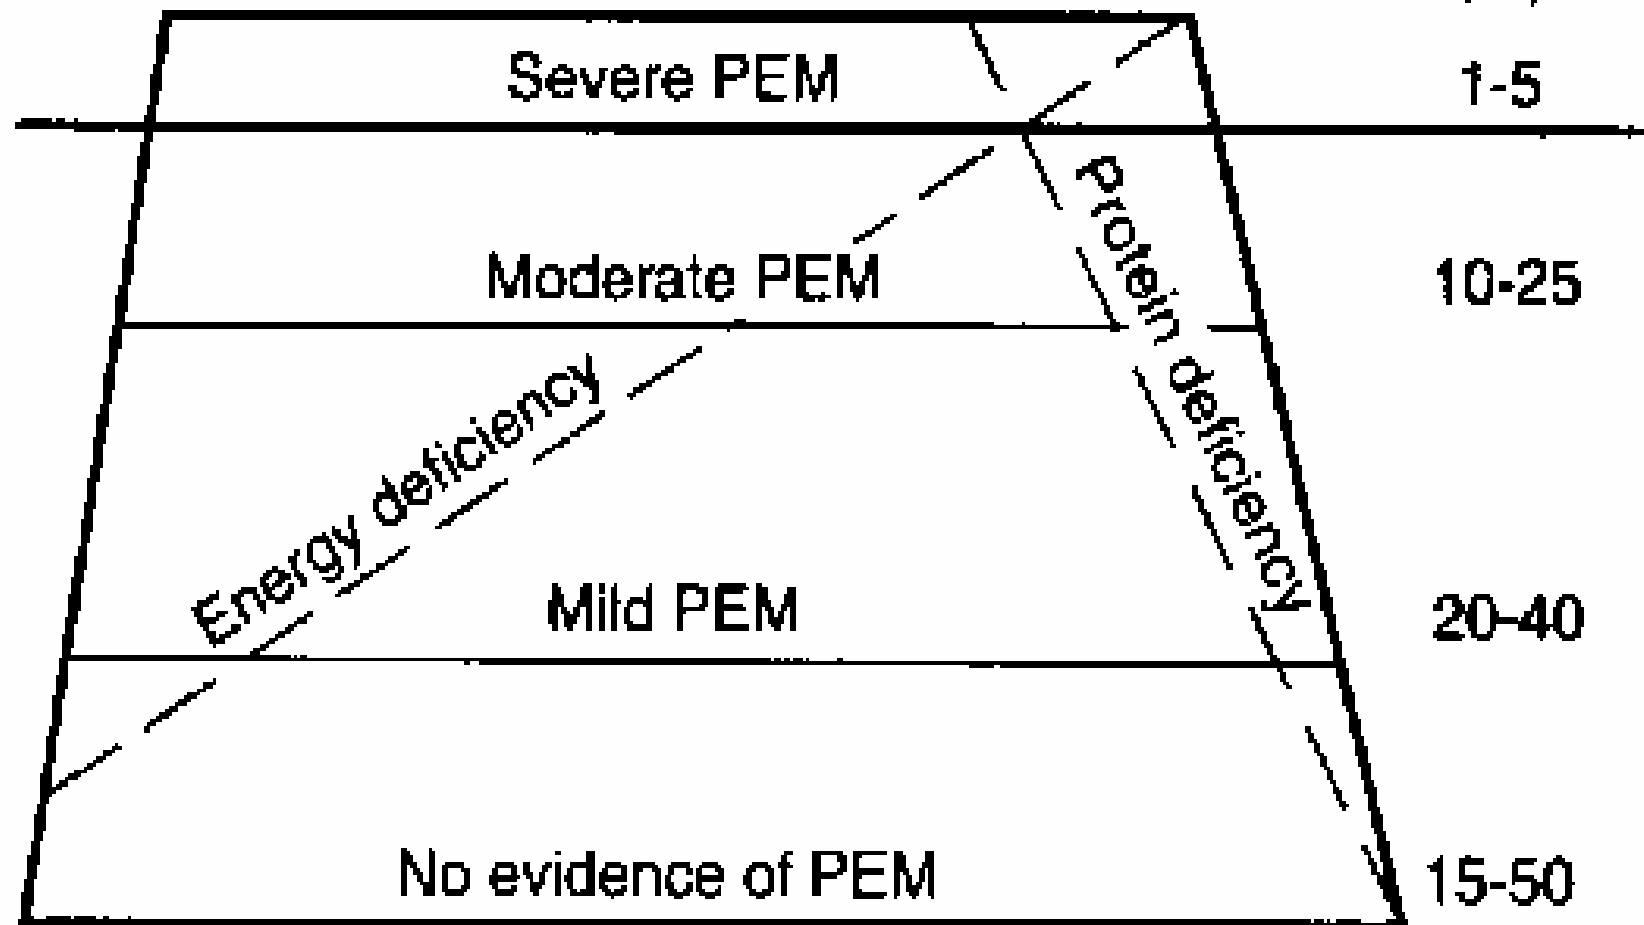 Severe PEM
1-5
Protein deficiency
Moderate PEM
10-25
Energy deficiency
Mild PEM
20-40
No evidence of PEM
15-50